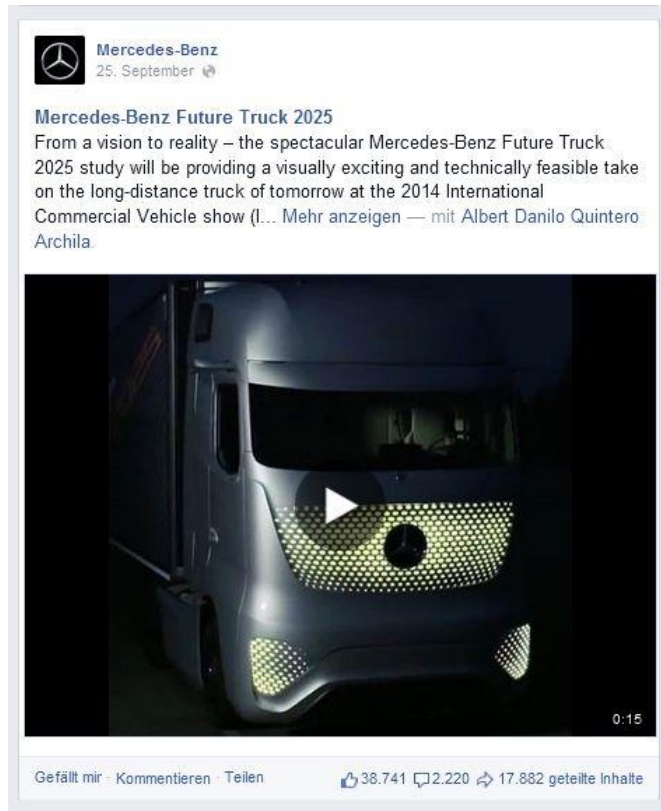 Mercedes-Benz
25. September
Mercedes-Benz Future Truck 2025
From a vision to reality – the spectacular Mercedes-Benz Future Truck
2025 study will be providing a visually exciting and technically feasible take
on the long-distance truck of tomorrow at the 2014 International
Commercial Vehicle show (I... Mehr anzeigen — mit Albert Danilo Quintero
Archila.
0:15
Gefällt mir · Kommentieren · Teilen 38.741 2.220 17.882 geteilte Inhalte